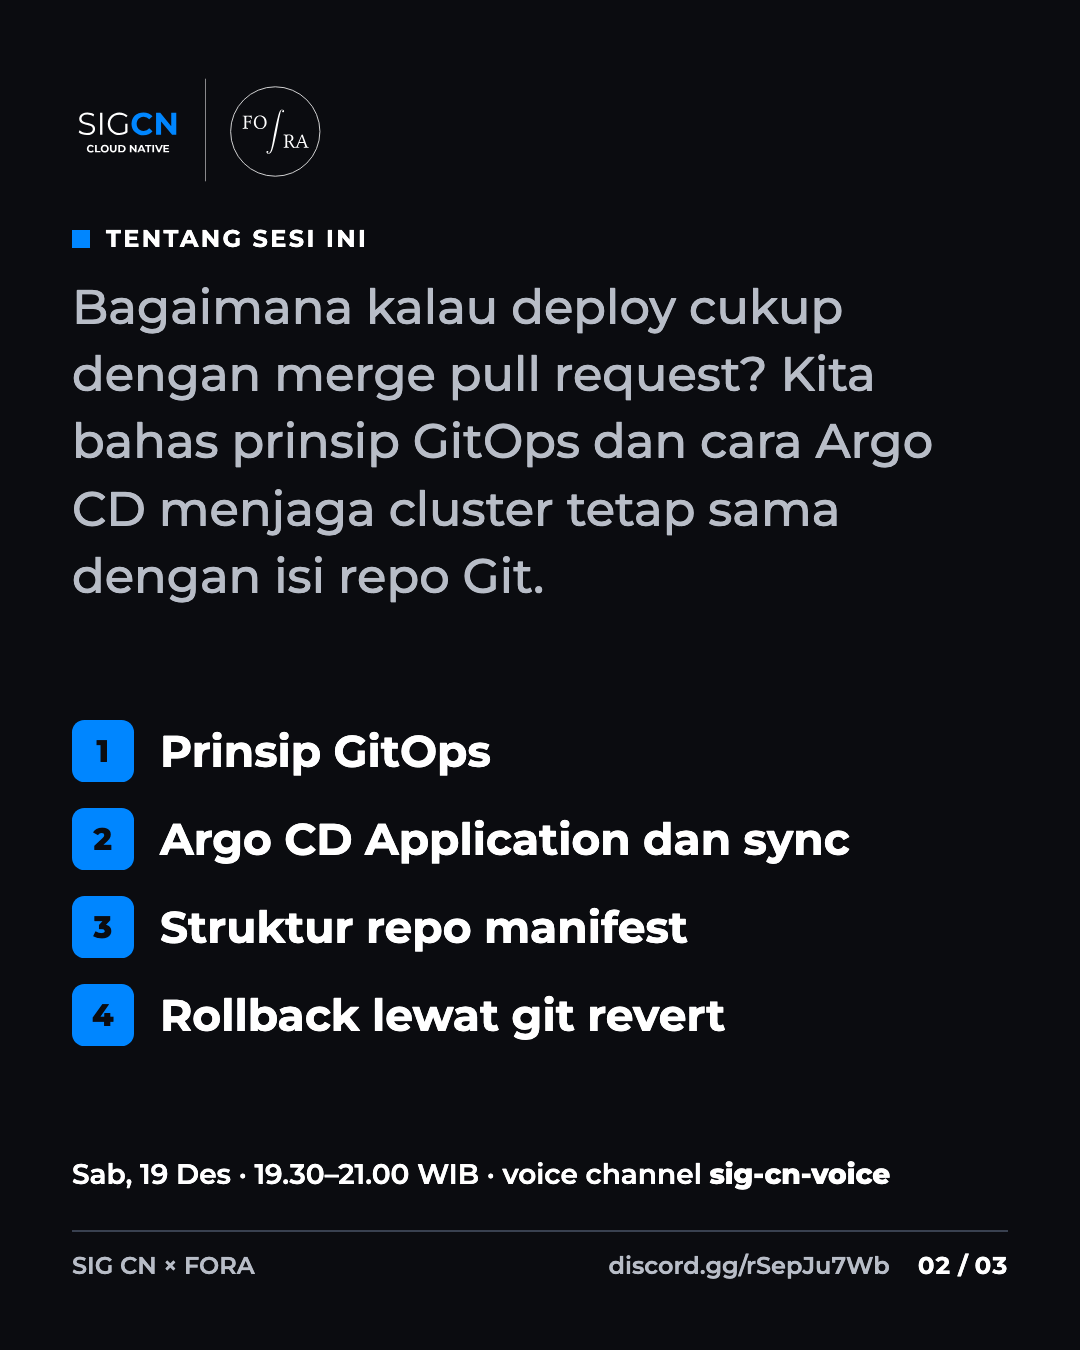 SIGCN
CLOUD NATIVE
FO RA
TENTANG SESI INI
Bagaimana kalau deploy cukup
dengan merge pull request? Kita
bahas prinsip GitOps dan cara Argo
CD menjaga cluster tetap sama
dengan isi repo Git.
1 Prinsip GitOps
2 Argo CD Application dan sync
3 Struktur repo manifest
4 Rollback lewat git revert
Sab, 19 Des · 19.30–21.00 WIB · voice channel sig-cn-voice
SIG CN × FORA discord.gg/rSepJu7Wb 02 / 03